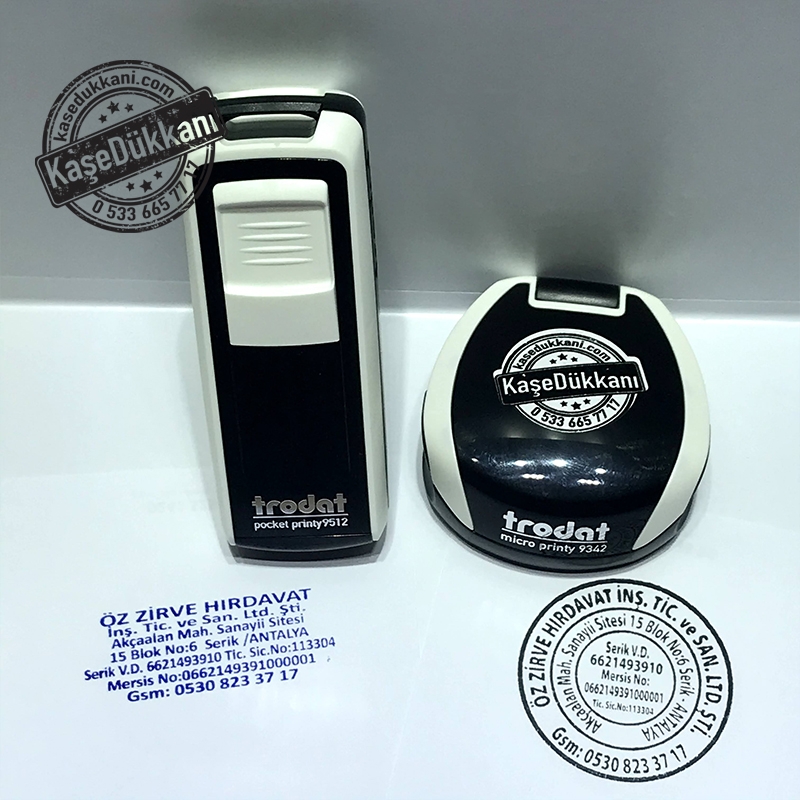 kasedukkani.com
KaşeDükkanı
0 533 665 77 17
kasedukkani.com
KaşeDükkanı
0 533 665 77 17
trodat
pocket printy 9512
trodat
micro printy 9342
ÖZ ZİRVE HIRDAVAT
İnş. Tic. ve San. Ltd. Şti.
Akçaalan Mah. Sanayii Sitesi
15 Blok No:6 Serik /ANTALYA
Serik V.D. 6621493910 Tic. Sic.No:113304
Mersis No:0662149391000001
Gsm: 0530 823 37 17
ÖZ ZİRVE HIRDAVAT İNŞ. TİC. ve SAN. LTD. ŞTİ.
Akçaalan Mah. Sanayii Sitesi 15 Blok No:6 Serik - ANTALYA
Serik V.D.
6621493910
Mersis No:
0662149391000001
Tic. Sic.No:113304
Gsm: 0530 823 37 17